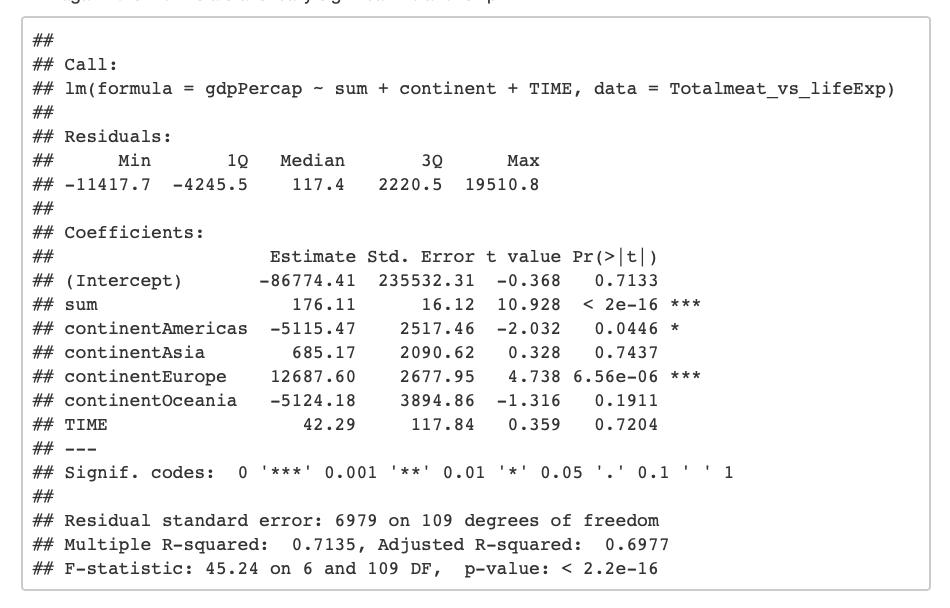 ##
## Call:
## lm(formula = gdpPercap ~ sum + continent + TIME, data = Totalmeat_vs_lifeExp)
##
## Residuals:
##      Min       1Q   Median       3Q      Max
## -11417.7  -4245.5    117.4   2220.5  19510.8
##
## Coefficients:
##                     Estimate Std. Error t value Pr(>|t|)
## (Intercept)        -86774.41  235532.31  -0.368   0.7133
## sum                   176.11      16.12  10.928  < 2e-16 ***
## continentAmericas  -5115.47    2517.46  -2.032   0.0446 *
## continentAsia         685.17    2090.62   0.328   0.7437
## continentEurope     12687.60    2677.95   4.738 6.56e-06 ***
## continentOceania   -5124.18    3894.86  -1.316   0.1911
## TIME                   42.29     117.84   0.359   0.7204
## ---
## Signif. codes:  0 '***' 0.001 '**' 0.01 '*' 0.05 '.' 0.1 ' ' 1
##
## Residual standard error: 6979 on 109 degrees of freedom
## Multiple R-squared:  0.7135, Adjusted R-squared:  0.6977
## F-statistic: 45.24 on 6 and 109 DF,  p-value: < 2.2e-16